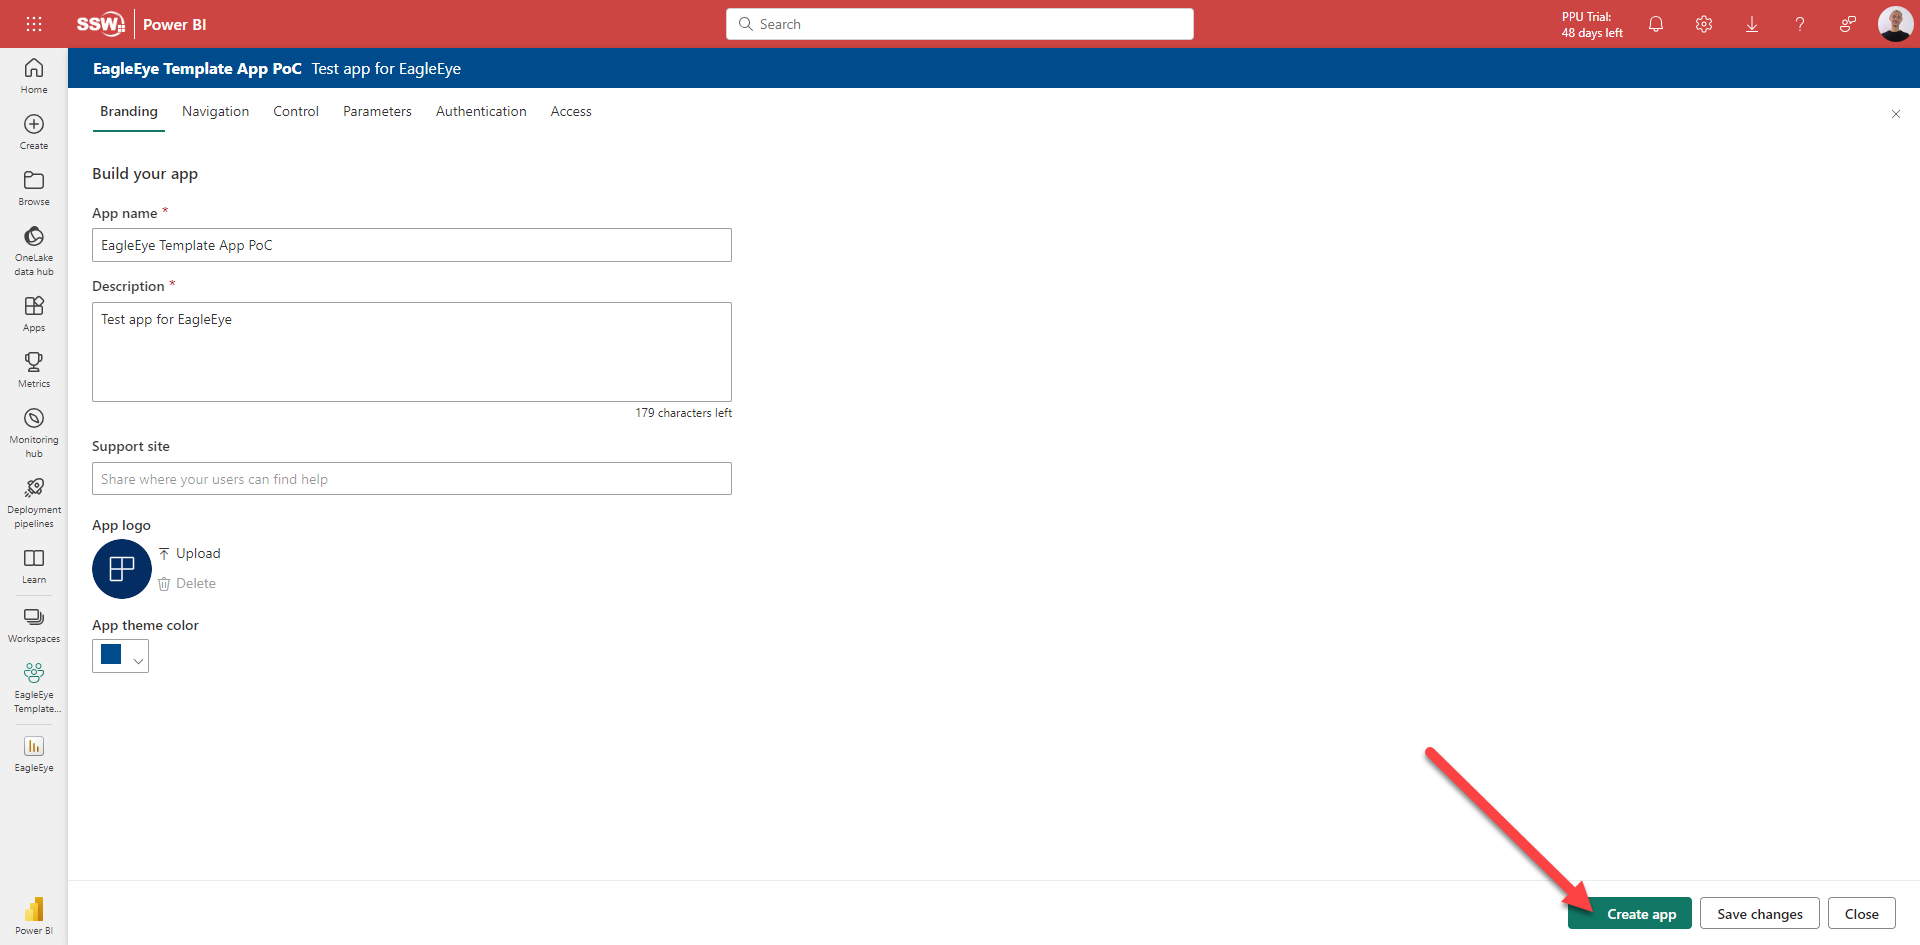 SSW
Power BI
Search
PPU Trial:
48 days left
Home
Create
Browse
OneLake
data hub
Apps
Metrics
Monitoring
hub
Deployment
pipelines
Learn
Workspaces
EagleEye
Template...
EagleEye
Power BI
EagleEye Template App PoC Test app for EagleEye
Branding Navigation Control Parameters Authentication Access
Build your app
App name *
EagleEye Template App PoC
Description *
Test app for EagleEye
179 characters left
Support site
Share where your users can find help
App logo
Upload
Delete
App theme color
Create app Save changes Close